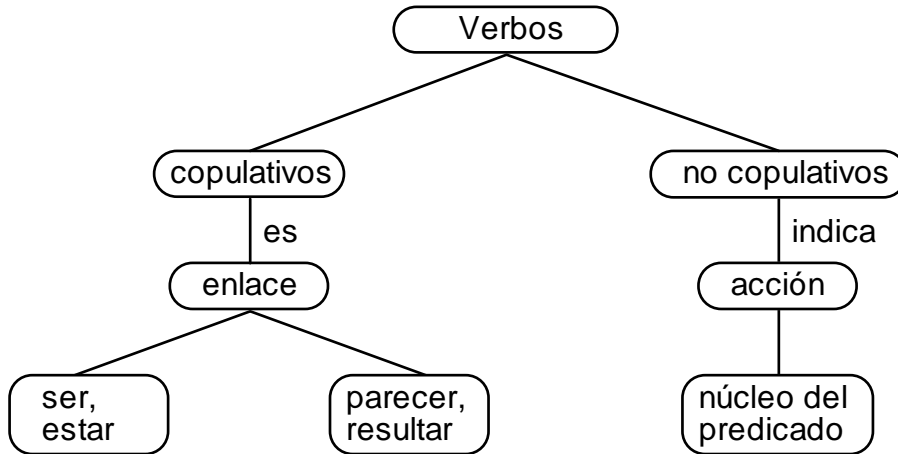 Verbos
copulativos
no copulativos
es
indica
enlace
acción
ser,
estar
parecer,
resultar
núcleo del
predicado